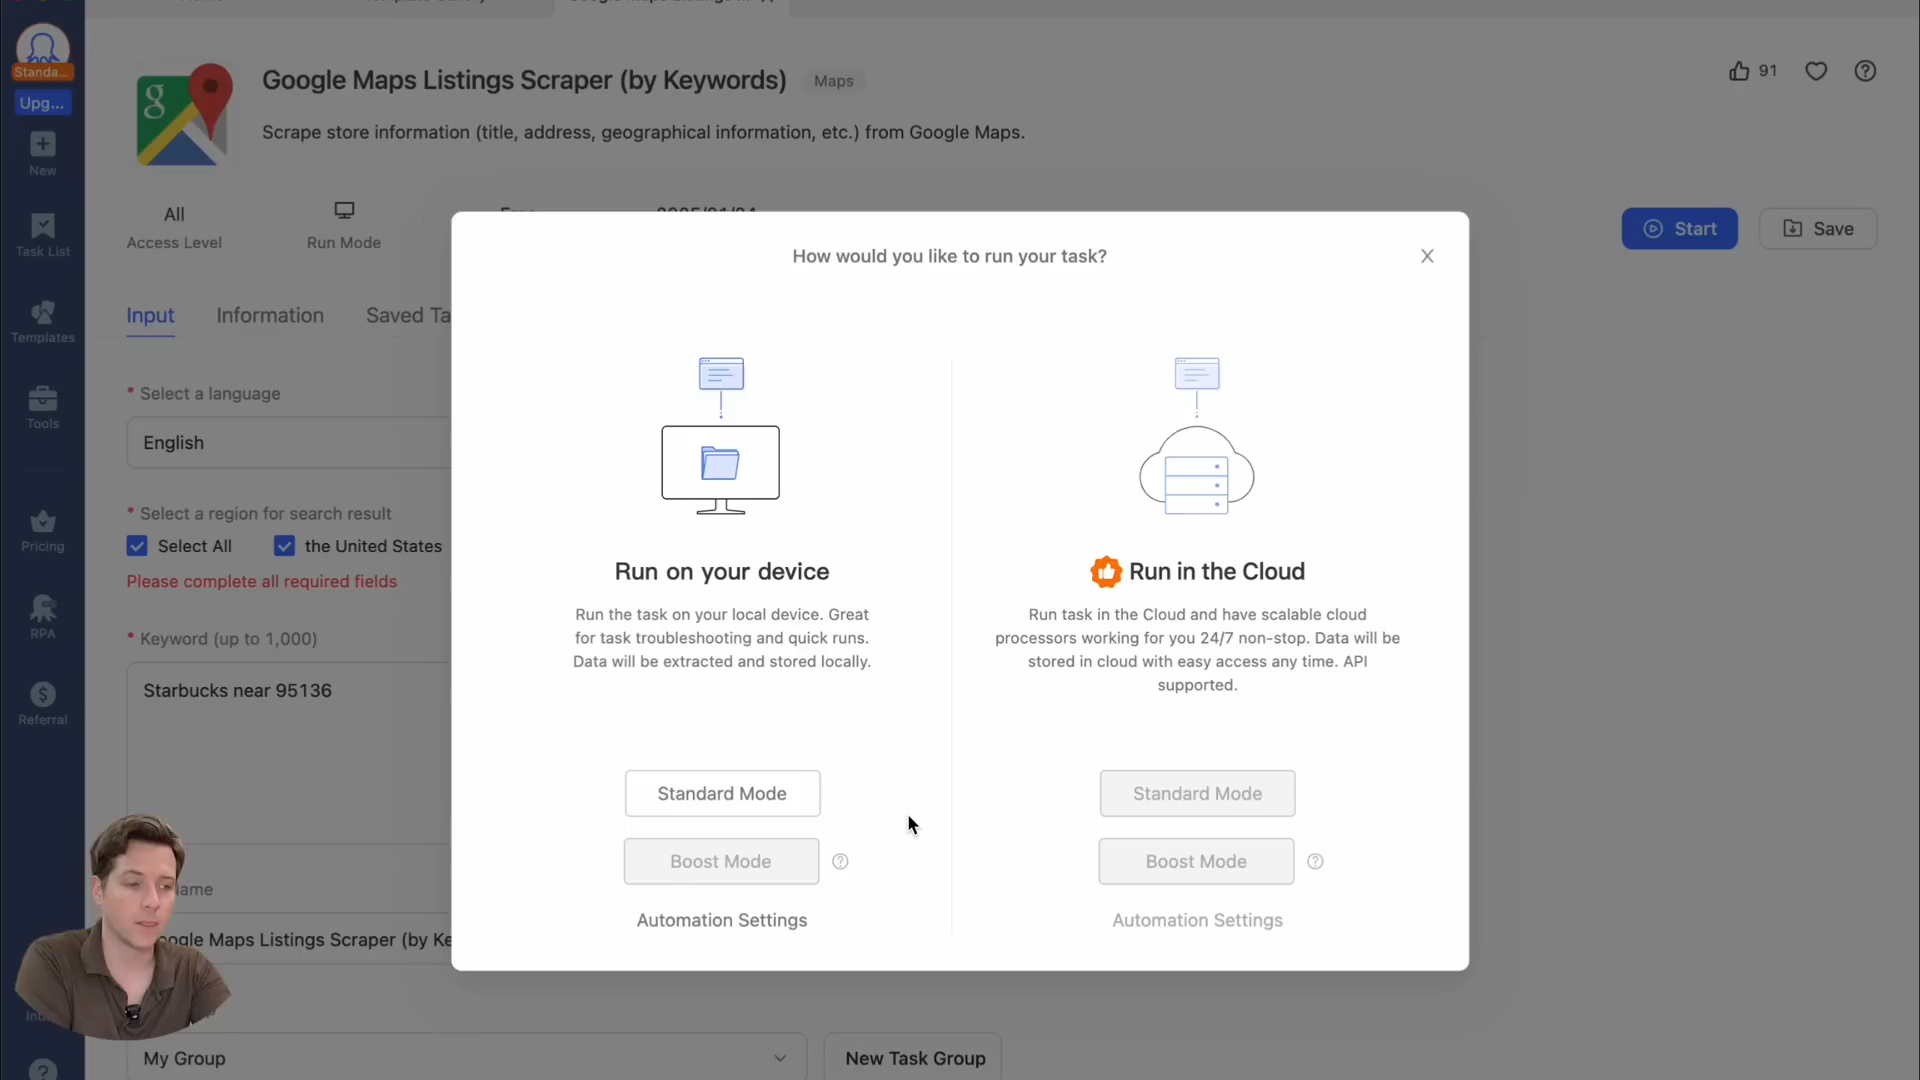 Google Maps Listings Scraper (by Keywords)
Maps
91
Scrape store information (title, address, geographical information, etc.) from Google Maps.
Standa...
Upg...
New
Task List
Templates
Tools
Pricing
RPA
Referral
All
Access Level
Run Mode
Start
Save
Input
Information
Saved Ta
* Select a language
English
* Select a region for search result
Select All
the United States
Please complete all required fields
* Keyword (up to 1,000)
Starbucks near 95136
ogle Maps Listings Scraper (by Ke
My Group
New Task Group
How would you like to run your task?
X
Run on your device
Run the task on your local device. Great
for task troubleshooting and quick runs.
Data will be extracted and stored locally.
Standard Mode
Boost Mode
Automation Settings
Run in the Cloud
Run task in the Cloud and have scalable cloud
processors working for you 24/7 non-stop. Data will be
stored in cloud with easy access any time. API
supported.
Standard Mode
Boost Mode
Automation Settings